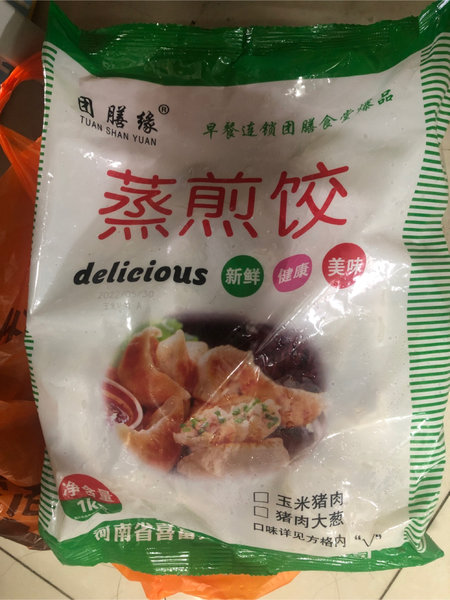 团膳缘®
TUAN SHAN YUAN
早餐连锁团膳食堂爆品
蒸煎饺
delicious
新鲜
健康
美味
净含量
1k
□ 玉米猪肉
□ 猪肉大葱
口味详见方格内“√”
河南省喜